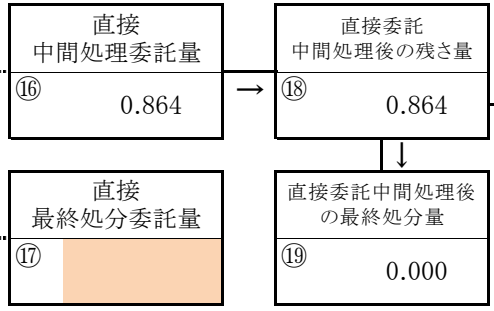 直接
中間処理委託量
⑯
0.864
→
直接委託
中間処理後の残さ量
⑱
0.864
↓
直接
最終処分委託量
⑰
直接委託中間処理後
の最終処分量
⑲
0.000